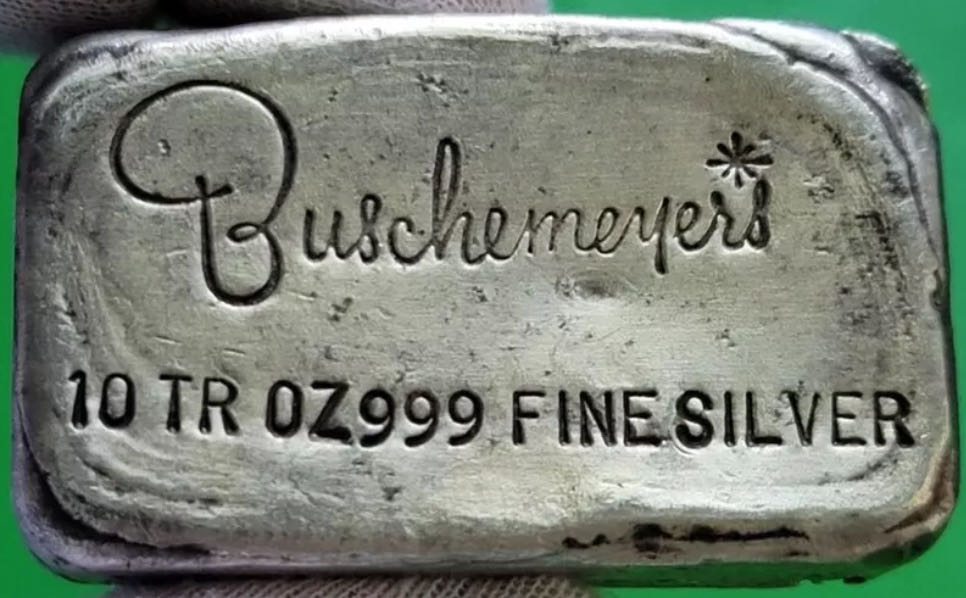 Buschemeyer's
10 TR OZ999 FINE SILVER